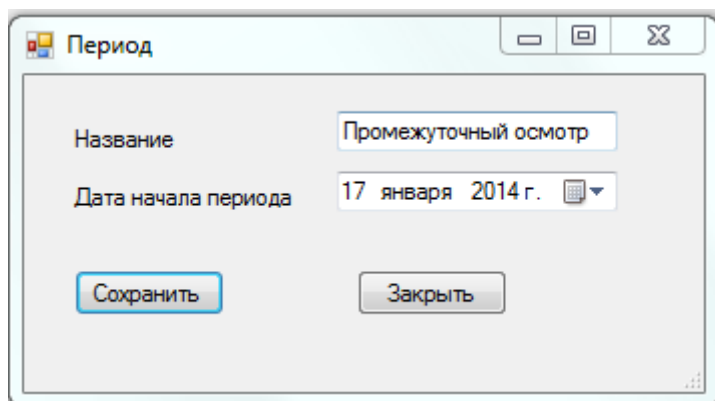 Период
Название
Промежуточный осмотр
Дата начала периода
17 января 2014 г.
Сохранить
Закрыть